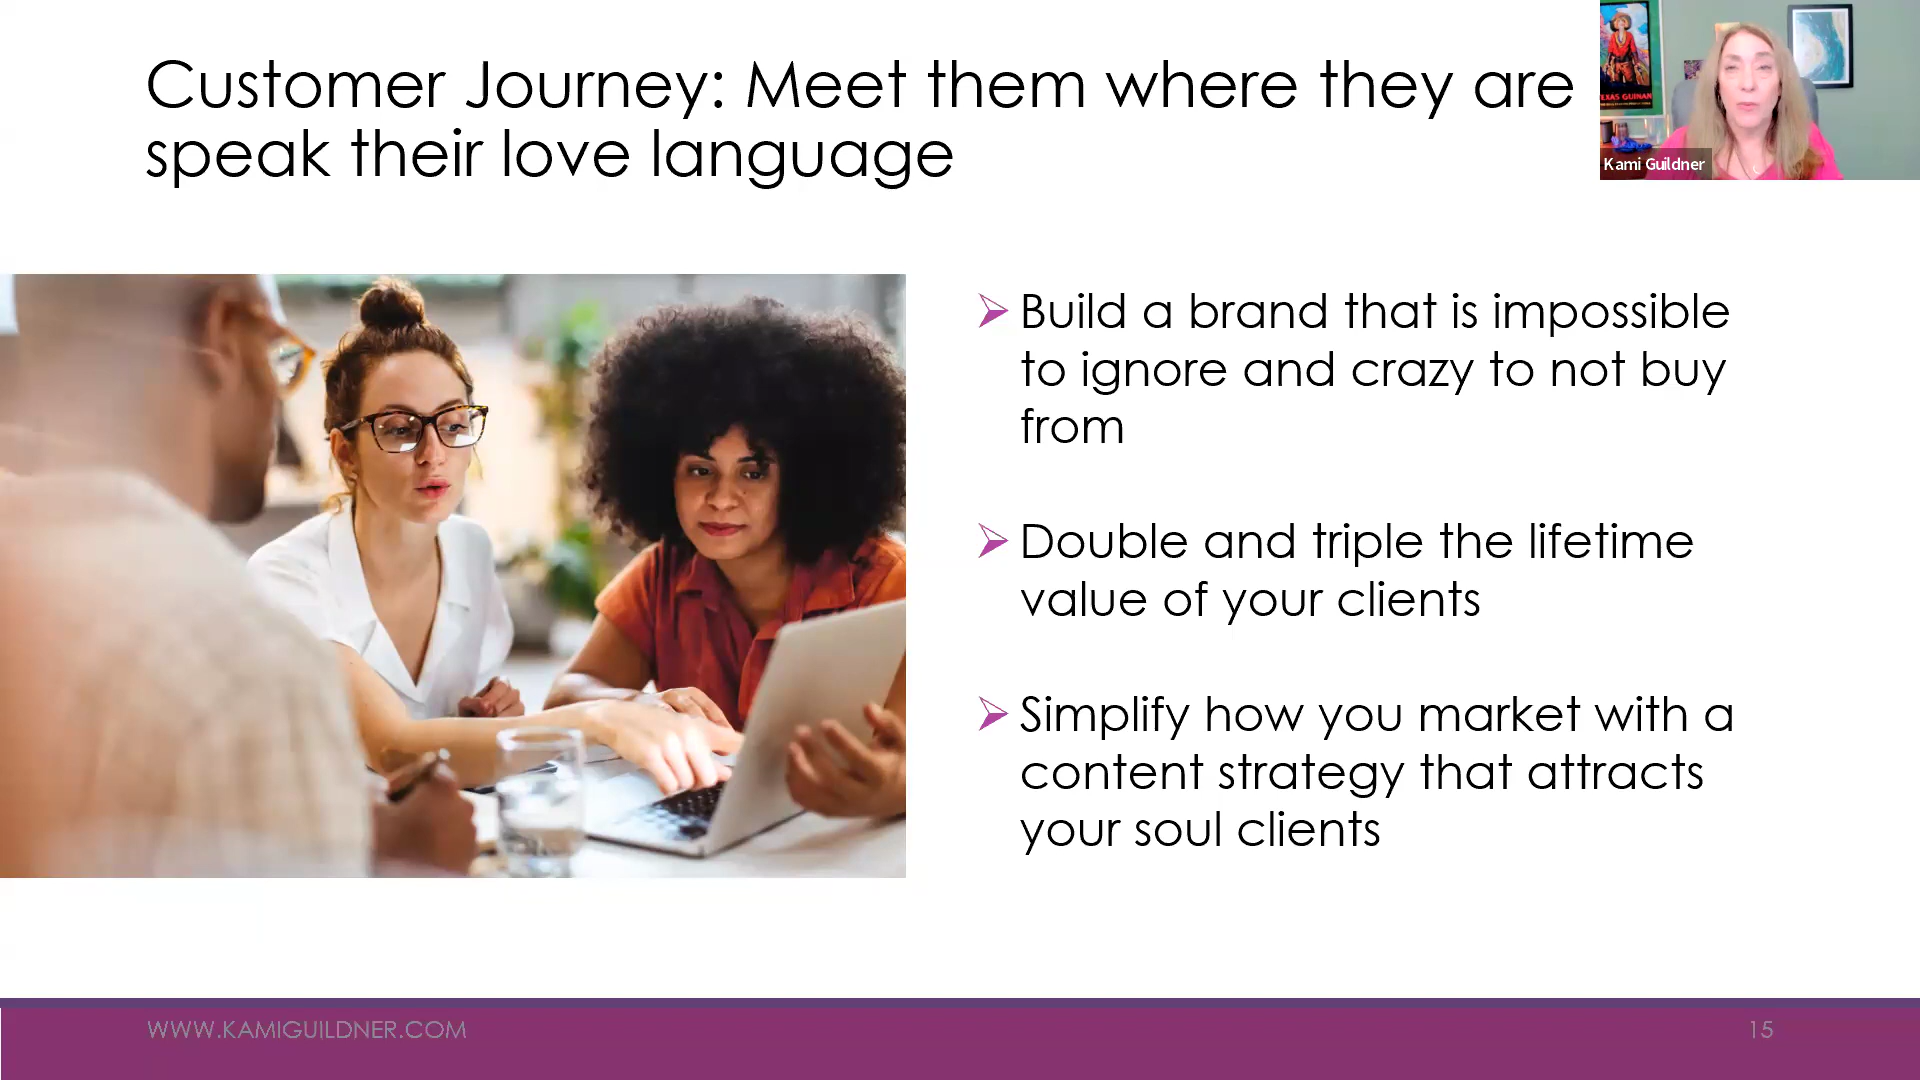 Customer Journey: Meet them where they are
speak their love language
TEXAS GUINAN
Kami Guildner
Build a brand that is impossible
to ignore and crazy to not buy
from
Double and triple the lifetime
value of your clients
Simplify how you market with a
content strategy that attracts
your soul clients
WWW.KAMIGUILDNER.COM
15